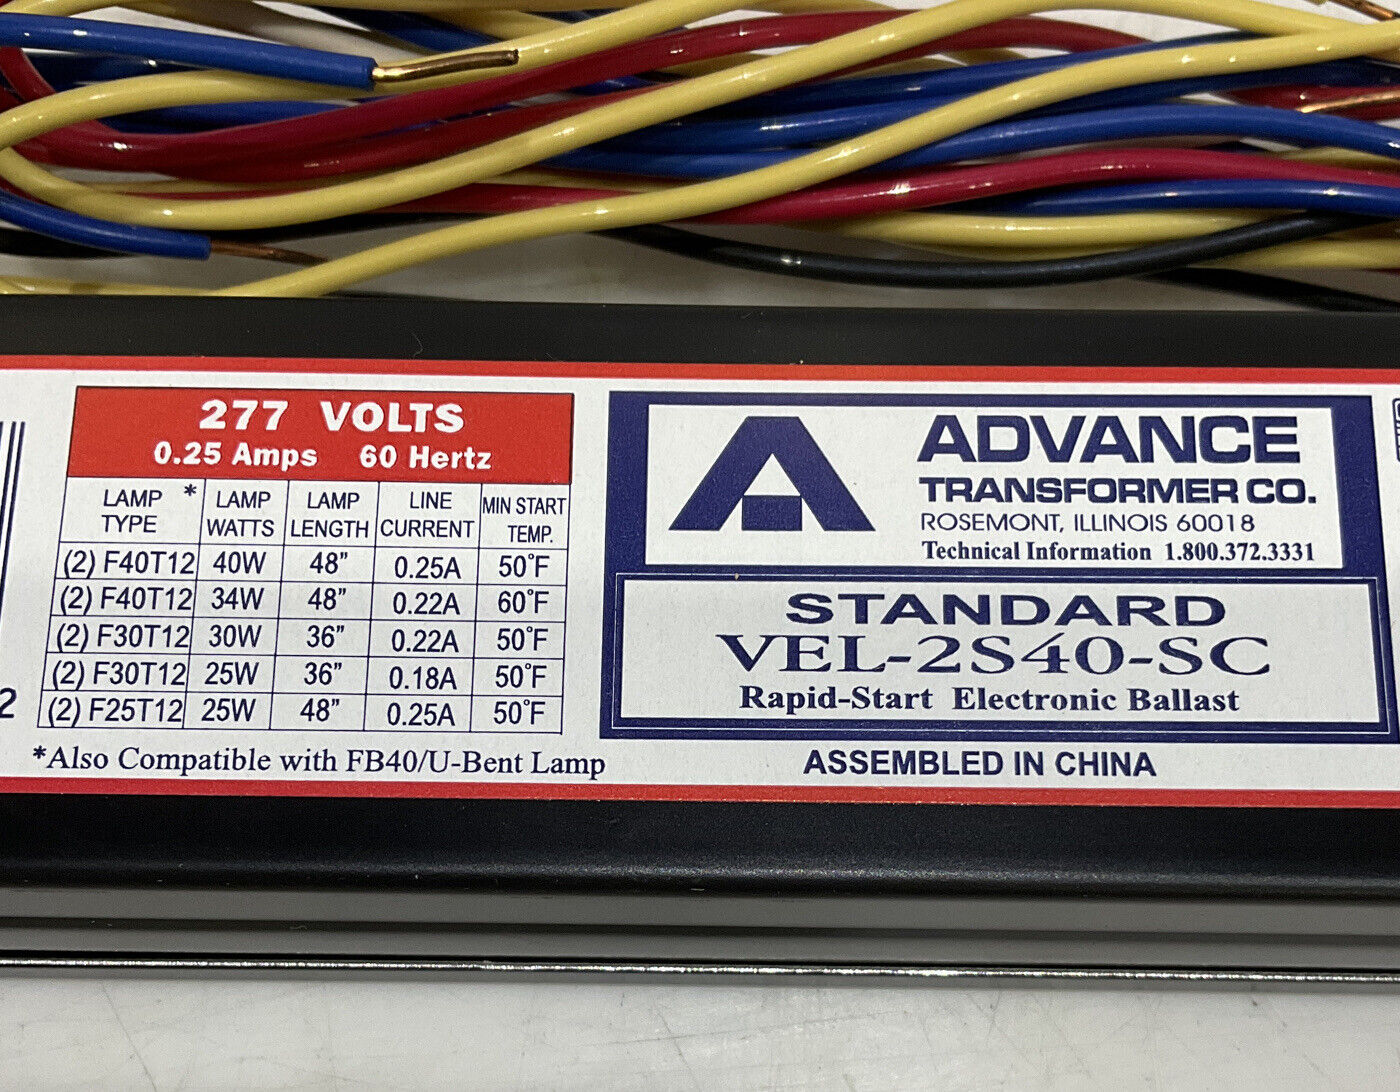 277 VOLTS
0.25 Amps 60 Hertz
LAMP TYPE * LAMP WATTS LAMP LENGTH LINE CURRENT MIN START TEMP.
(2) F40T12 40W 48" 0.25A 50°F
(2) F40T12 34W 48" 0.22A 60°F
(2) F30T12 30W 36" 0.22A 50°F
(2) F30T12 25W 36" 0.18A 50°F
(2) F25T12 25W 48" 0.25A 50°F
*Also Compatible with FB40/U-Bent Lamp
2
ADVANCE
TRANSFORMER CO.
ROSEMONT, ILLINOIS 60018
Technical Information 1.800.372.3331
STANDARD
VEL-2S40-SC
Rapid-Start Electronic Ballast
ASSEMBLED IN CHINA